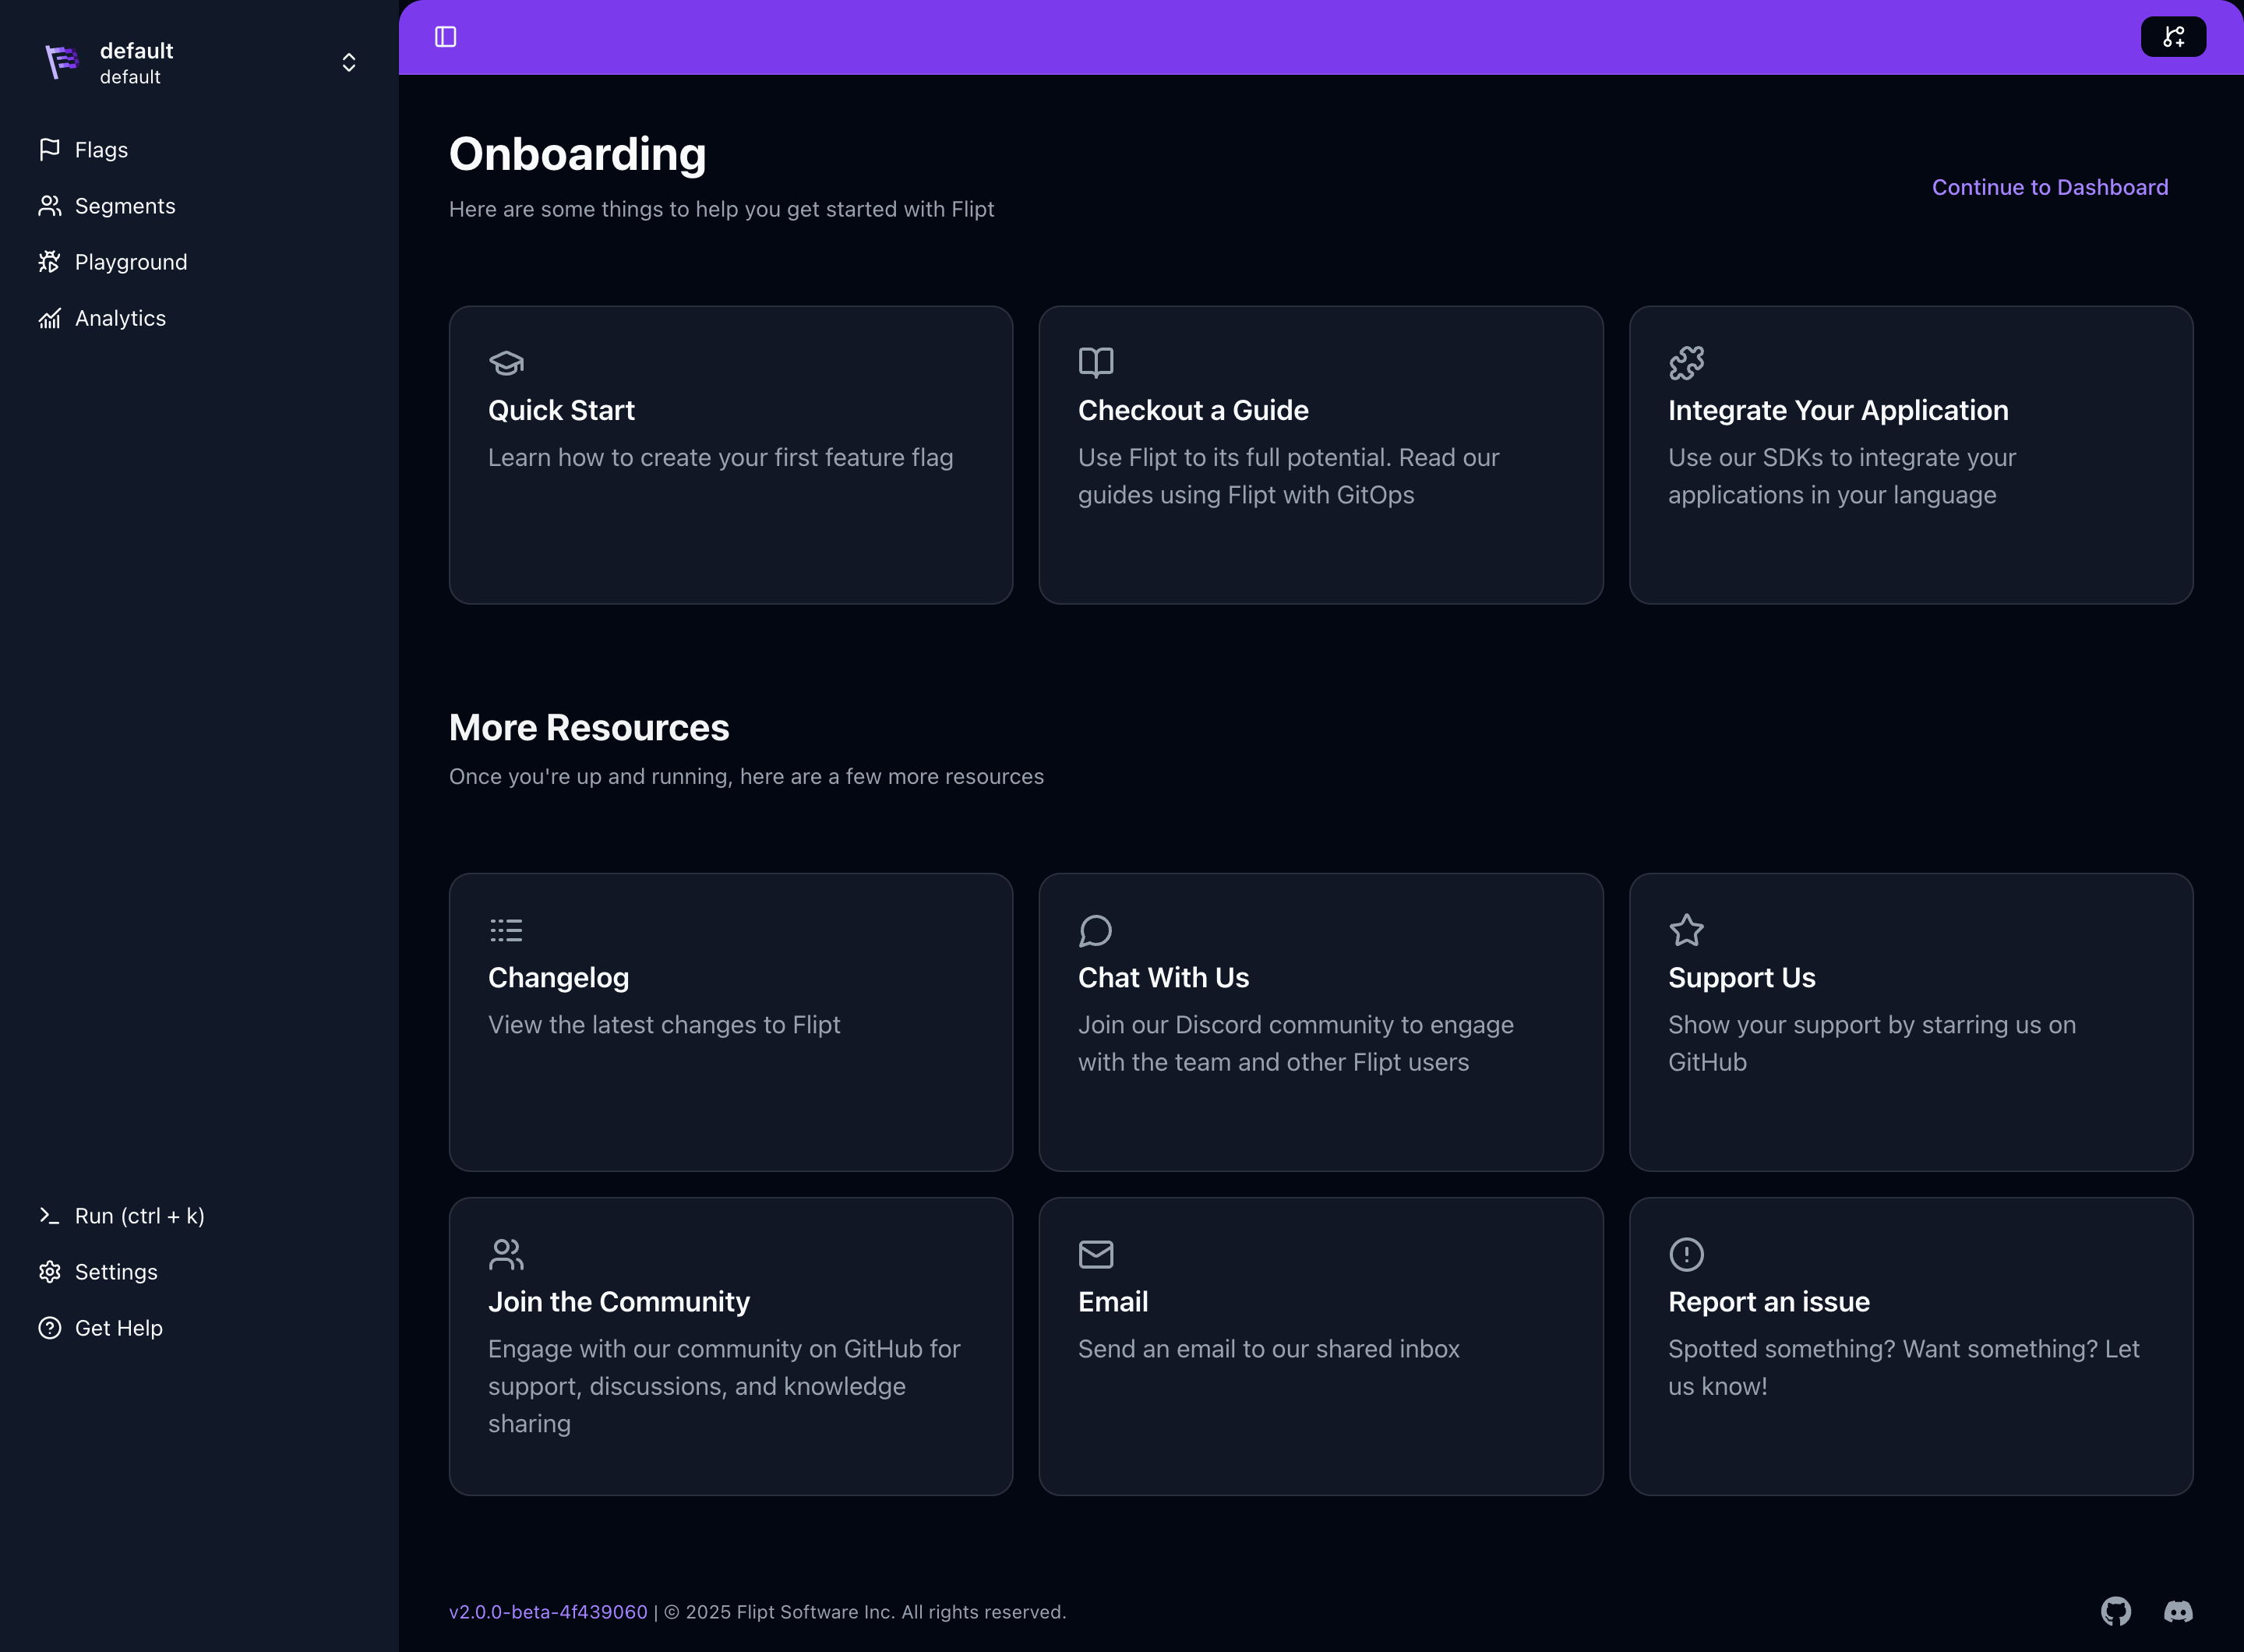 default
default
Flags
Segments
Playground
Analytics
Run (ctrl + k)
Settings
Get Help
Onboarding
Here are some things to help you get started with Flipt
Continue to Dashboard
Quick Start
Learn how to create your first feature flag
Checkout a Guide
Use Flipt to its full potential. Read our
guides using Flipt with GitOps
Integrate Your Application
Use our SDKs to integrate your
applications in your language
More Resources
Once you're up and running, here are a few more resources
Changelog
View the latest changes to Flipt
Chat With Us
Join our Discord community to engage
with the team and other Flipt users
Support Us
Show your support by starring us on
GitHub
Join the Community
Engage with our community on GitHub for
support, discussions, and knowledge
sharing
Email
Send an email to our shared inbox
Report an issue
Spotted something? Want something? Let
us know!
v2.0.0-beta-4f439060 | © 2025 Flipt Software Inc. All rights reserved.